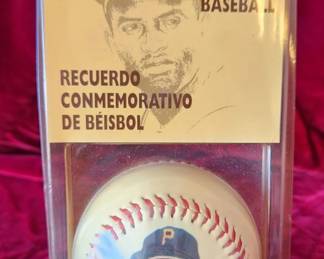 BASEBALL
RECUERDO
CONMEMORATIVO
DE BÉISBOL
P